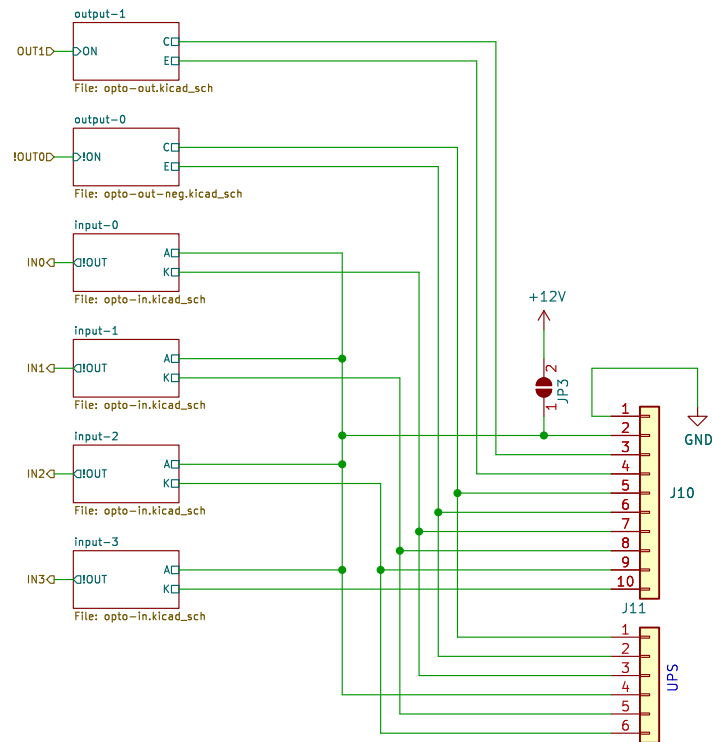 output-1
OUT1 ON C
E
File: opto-out.kicad_sch
output-0
!OUT0 !ON C
E
File: opto-out-neg.kicad_sch
input-0
IN0 !OUT A
K
File: opto-in.kicad_sch
input-1
IN1 !OUT A
K
File: opto-in.kicad_sch
input-2
IN2 !OUT A
K
File: opto-in.kicad_sch
input-3
IN3 !OUT A
K
File: opto-in.kicad_sch
+12V
2
JP3
1
GND
1
2
3
4
5
6
7
8
9
10
J10
J11
1
2
3
4
5
6
UPS